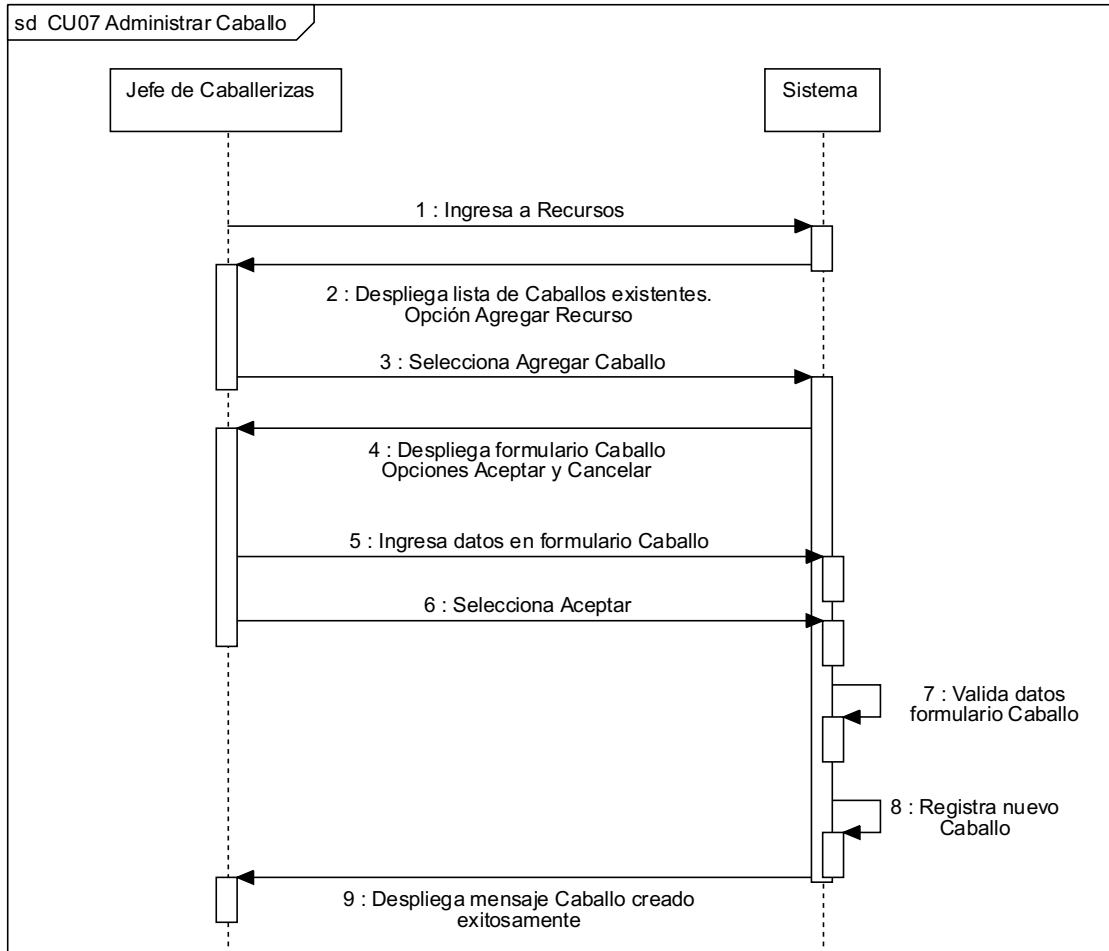 sd  CU07 Administrar Caballo
Jefe de Caballerizas
Sistema
1 : Ingresa a Recursos
2 : Despliega lista de Caballos existentes.
Opción Agregar Recurso
3 : Selecciona Agregar Caballo
4 : Despliega formulario Caballo
Opciones Aceptar y Cancelar
5 : Ingresa datos en formulario Caballo
6 : Selecciona Aceptar
7 : Valida datos
formulario Caballo
8 : Registra nuevo
Caballo
9 : Despliega mensaje Caballo creado
exitosamente